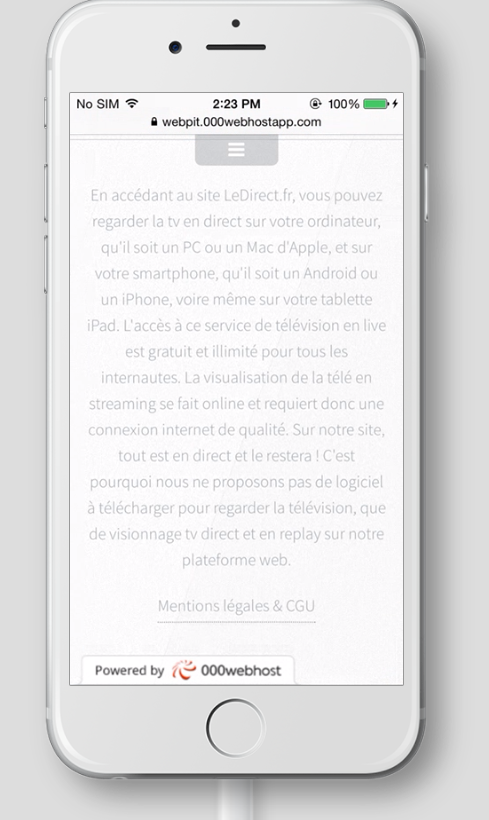 No SIM 2:23 PM 100%
webpit.000webhostapp.com
En accédant au site LeDirect.fr, vous pouvez
regarder la tv en direct sur votre ordinateur,
qu'il soit un PC ou un Mac d'Apple, et sur
votre smartphone, qu'il soit un Android ou
un iPhone, voire même sur votre tablette
iPad. L'accès à ce service de télévision en live
est gratuit et illimité pour tous les
internautes. La visualisation de la télé en
streaming se fait online et requiert donc une
connexion internet de qualité. Sur notre site,
tout est en direct et le restera ! C'est
pourquoi nous ne proposons pas de logiciel
à télécharger pour regarder la télévision, que
de visionnage tv direct et en replay sur notre
plateforme web.
Mentions légales & CGU
Powered by 000webhost